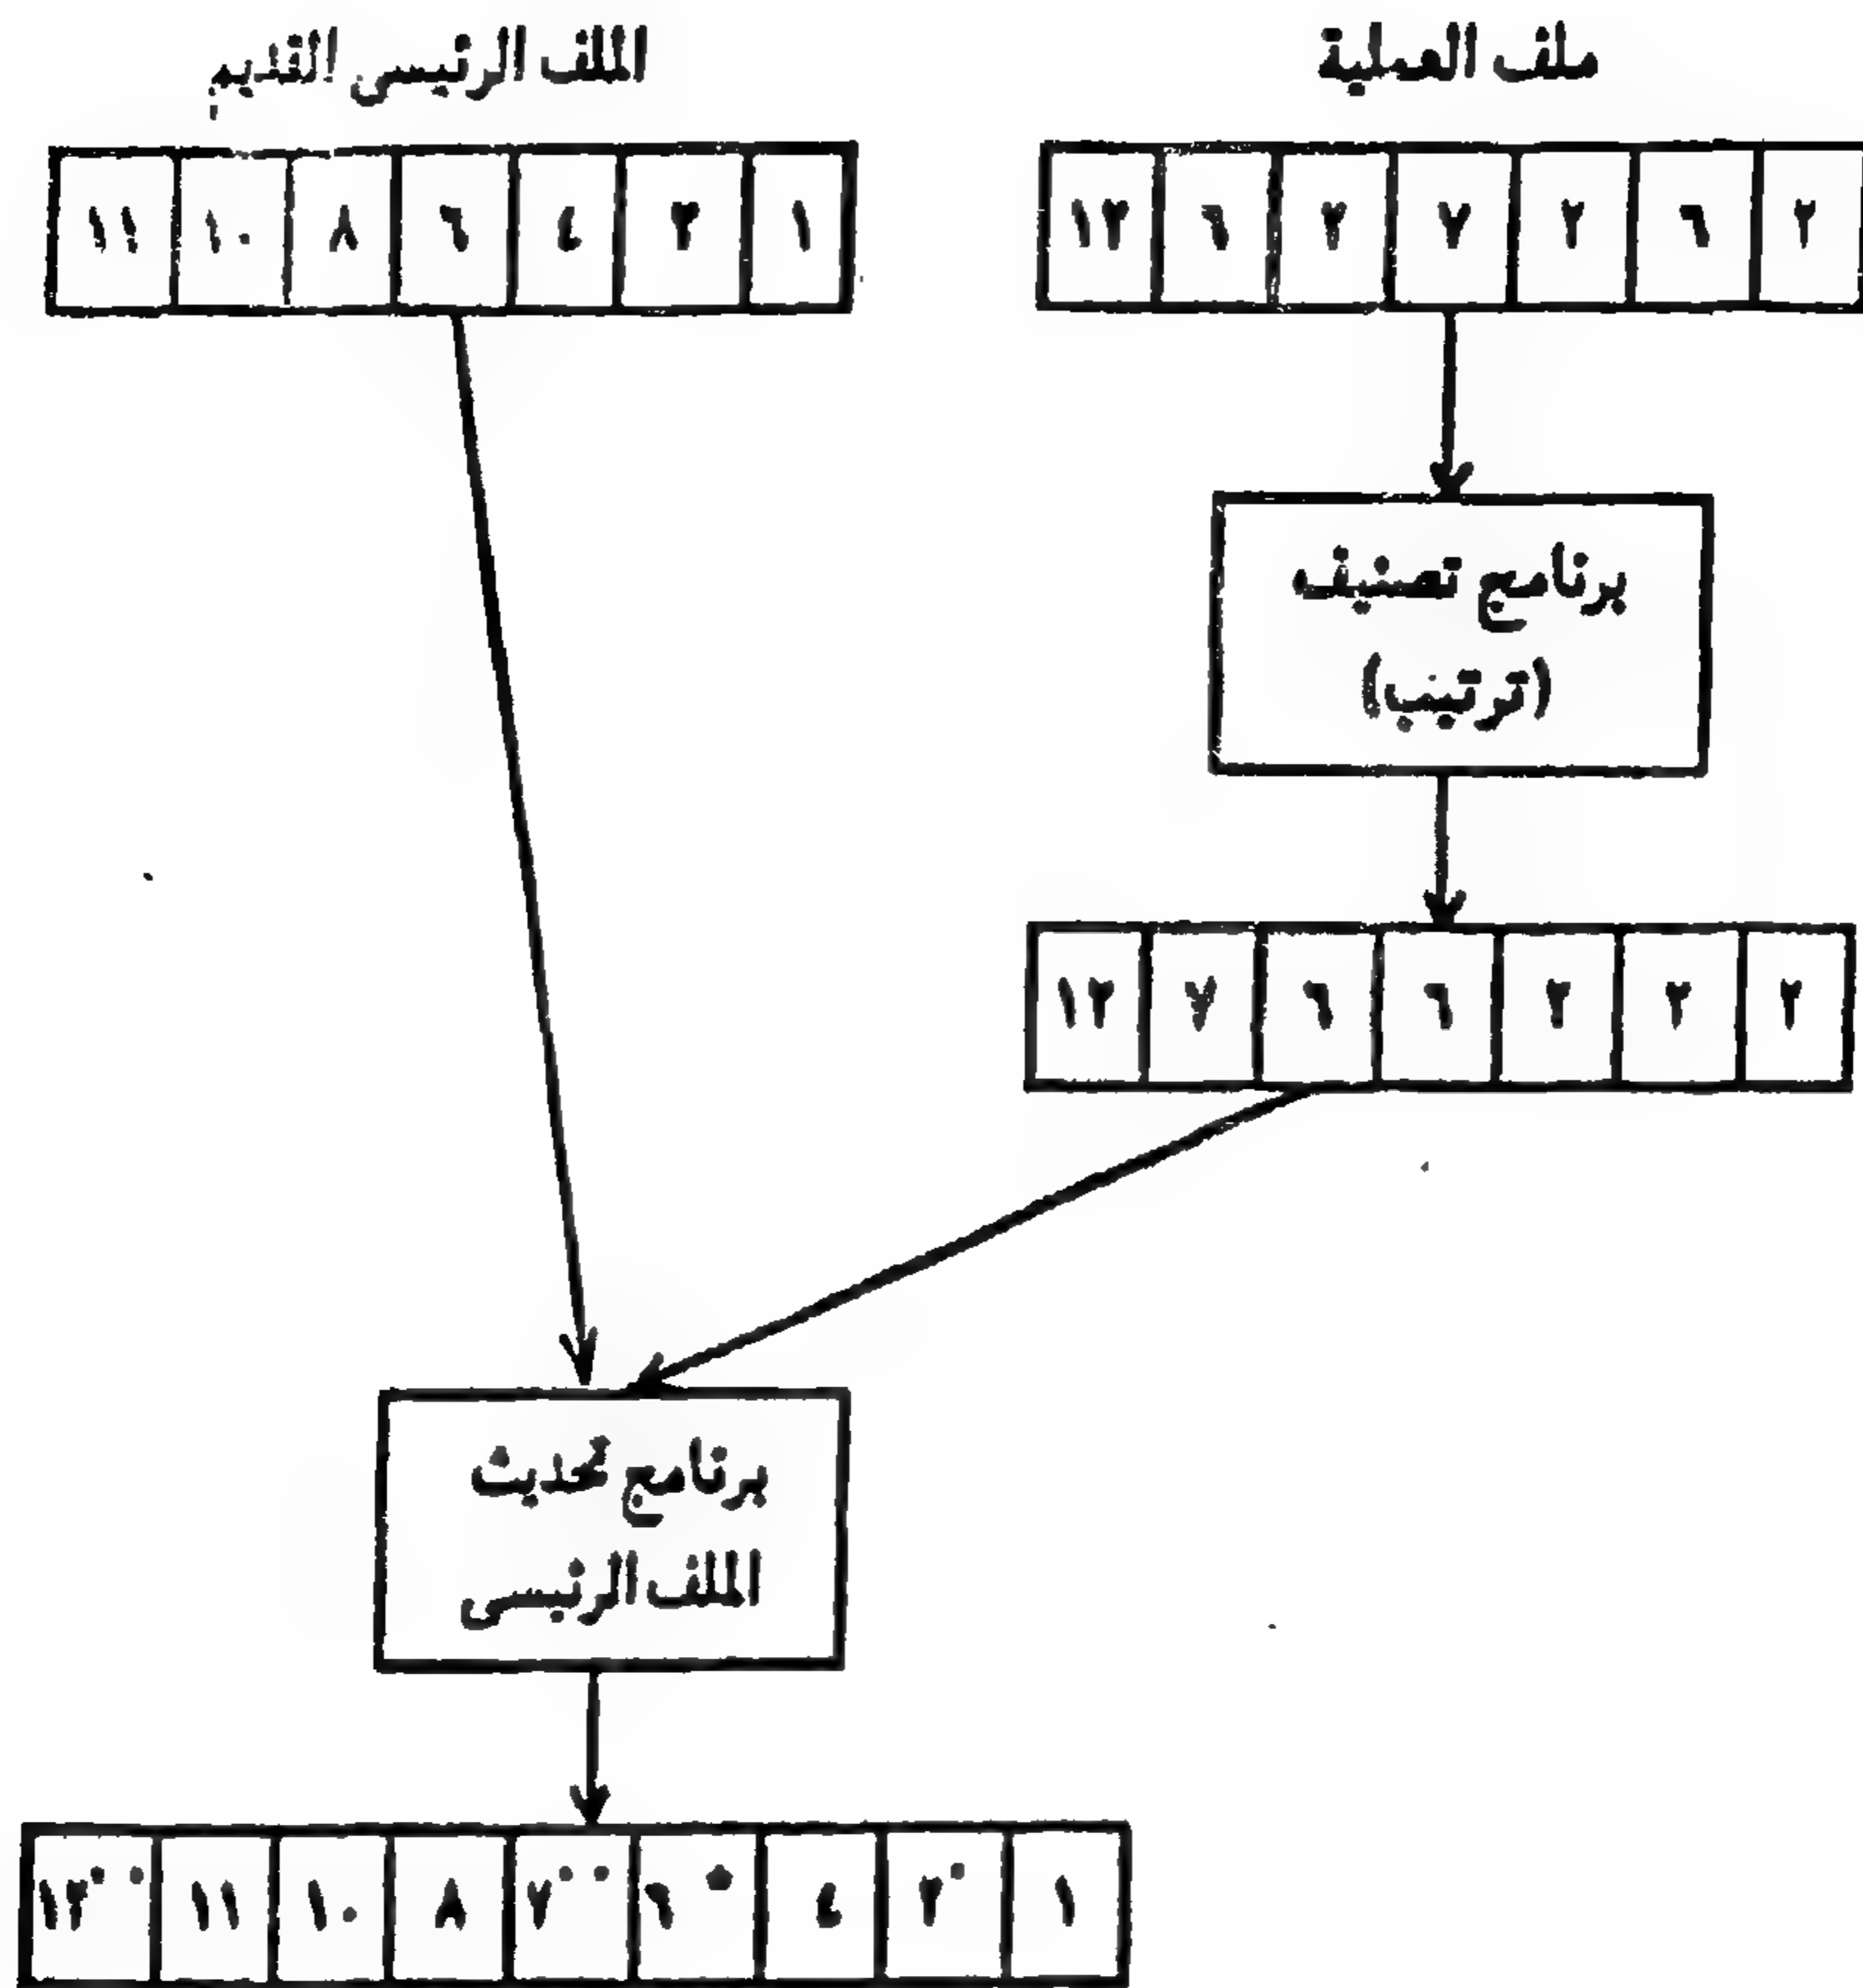 ملف العملية
٢ ٦ ٢ ٧ ٢ ٦ ١٢
الملف الرئيسى القديم
١ ٢ ٤ ٦ ٨ ١٠ ١١
برنامج تصنيف
(ترتيب)
٢ ٢ ٢ ٦ ٦ ٧ ١٢
برنامج تحديث
الملف الرئيسى
١ ٢• ٤ ٦• ٧•• ٨ ١٠ ١١ ١٢••